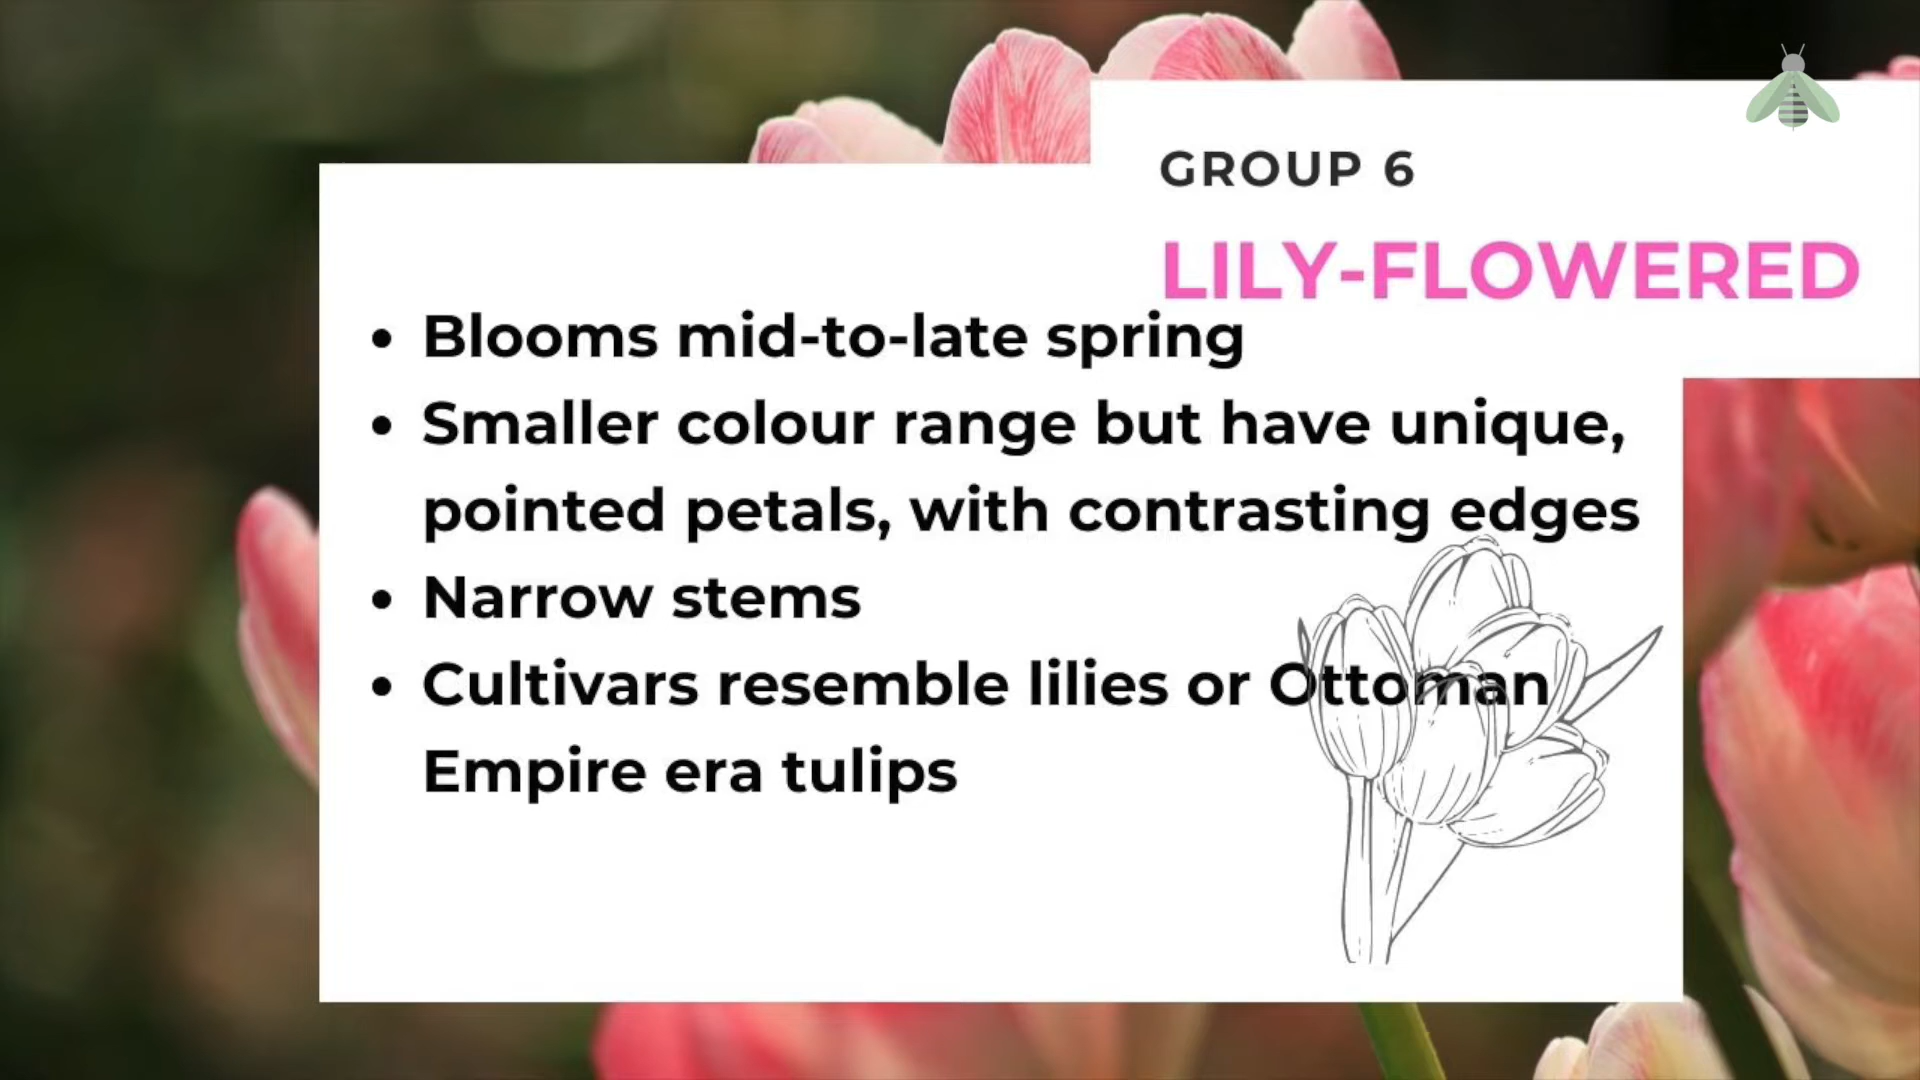 GROUP 6
LILY-FLOWERED
• Blooms mid-to-late spring
• Smaller colour range but have unique,
pointed petals, with contrasting edges
• Narrow stems
• Cultivars resemble lilies or Ottoman
Empire era tulips